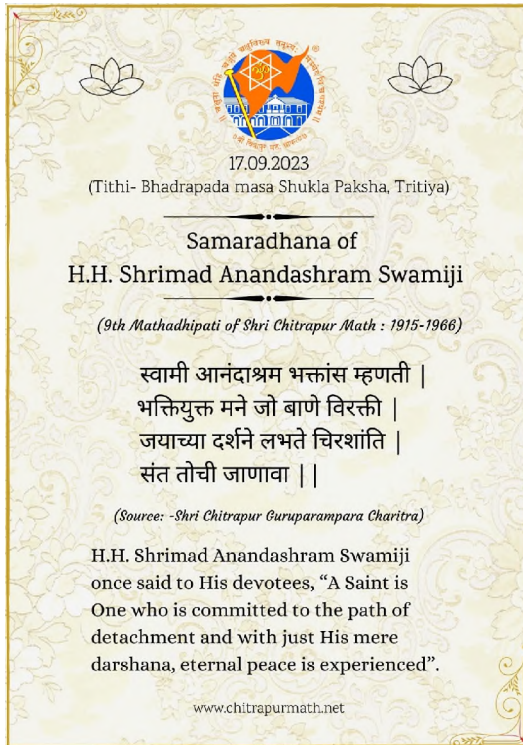 17.09.2023
(Tithi- Bhadrapada masa Shukla Paksha, Tritiya)
Samaradhana of
H.H. Shrimad Anandashram Swamiji
(9th Mathadhipati of Shri Chitrapur Math : 1915-1966)
स्वामी आनंदाश्रम भक्तांस म्हणती |
भक्तियुक्त मने जो बाणे विरक्ती |
जयाच्या दर्शने लभते चिरशांति |
संत तोची जाणावा ||
(Source: -Shri Chitrapur Guruparampara Charitra)
H.H. Shrimad Anandashram Swamiji
once said to His devotees, “A Saint is
One who is committed to the path of
detachment and with just His mere
darshana, eternal peace is experienced”.
www.chitrapurmath.net